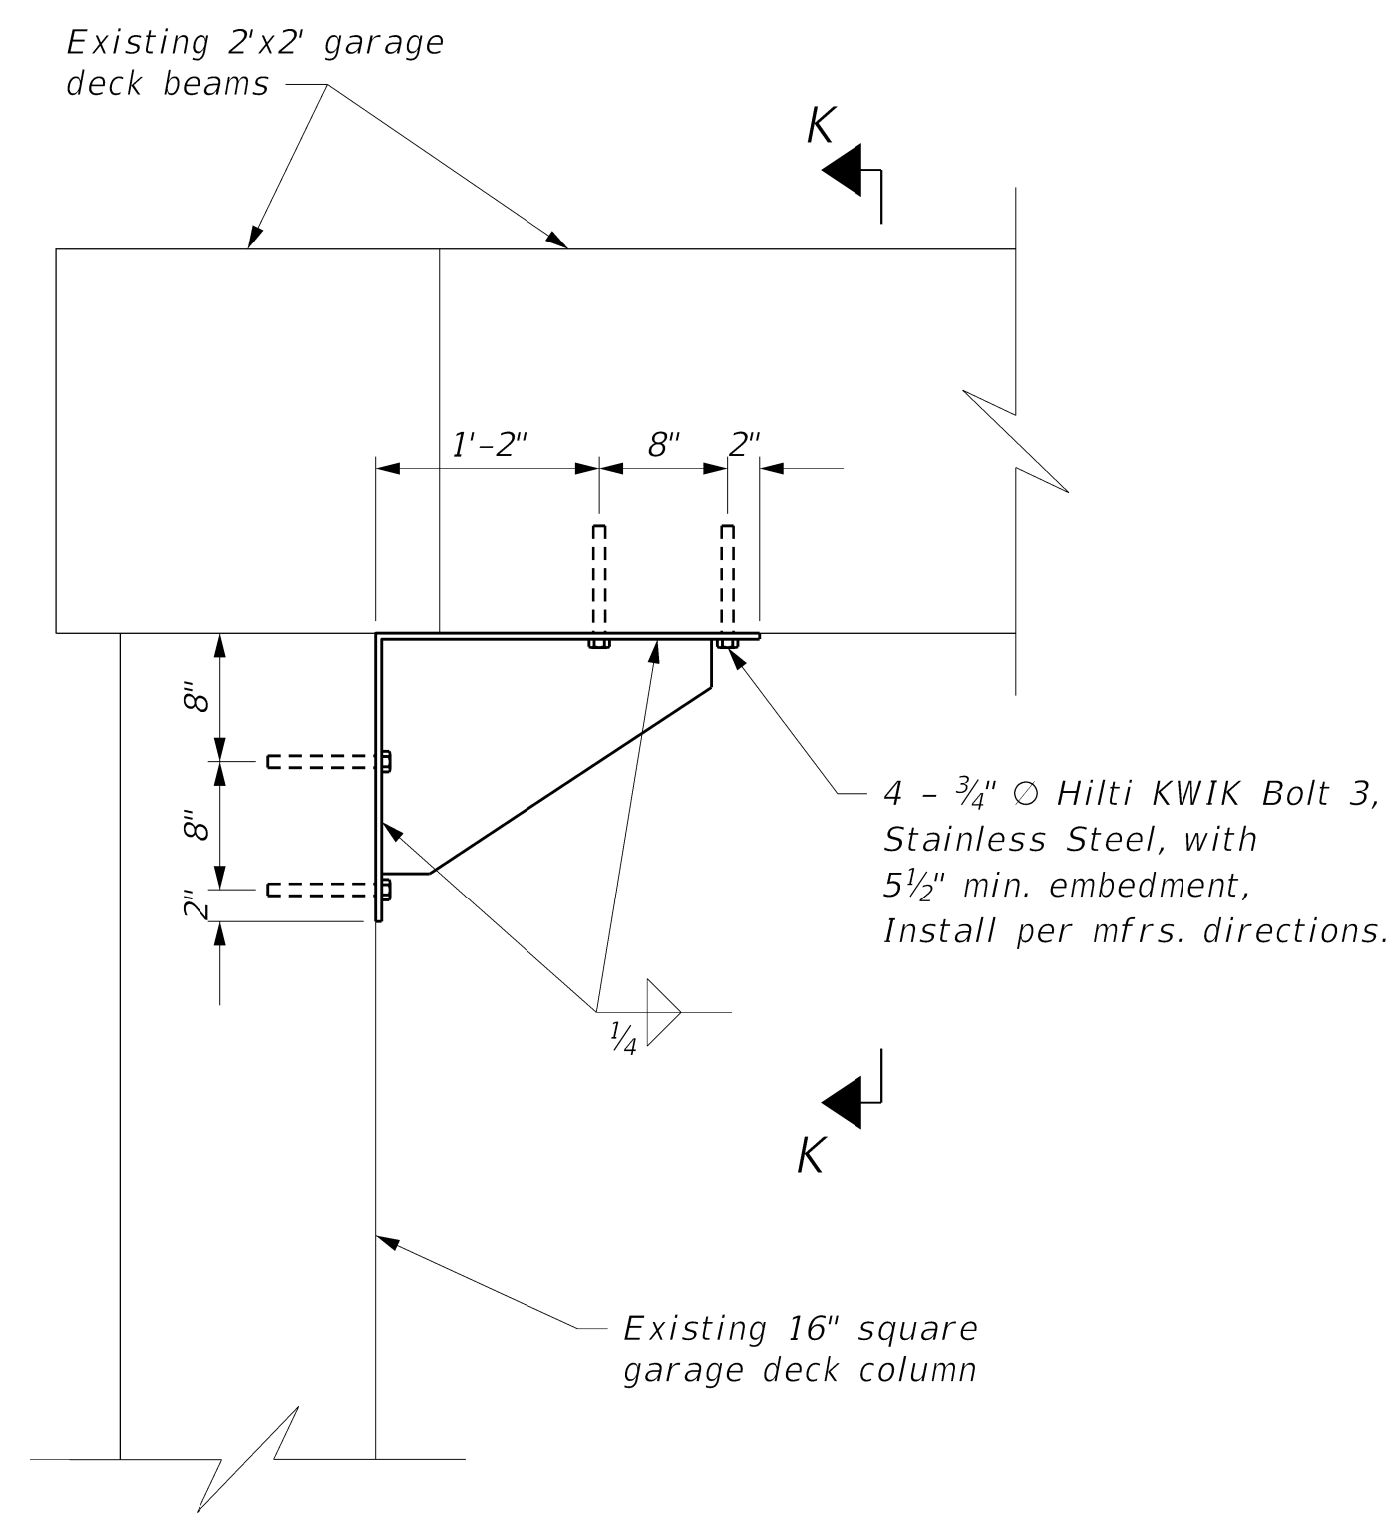 Existing 2'x2' garage
deck beams
K
1'-2"
8"
2"
8"
8"
2"
4 - ¾" ∅ Hilti KWIK Bolt 3,
Stainless Steel, with
5½" min. embedment,
Install per mfrs. directions.
¼
K
Existing 16" square
garage deck column